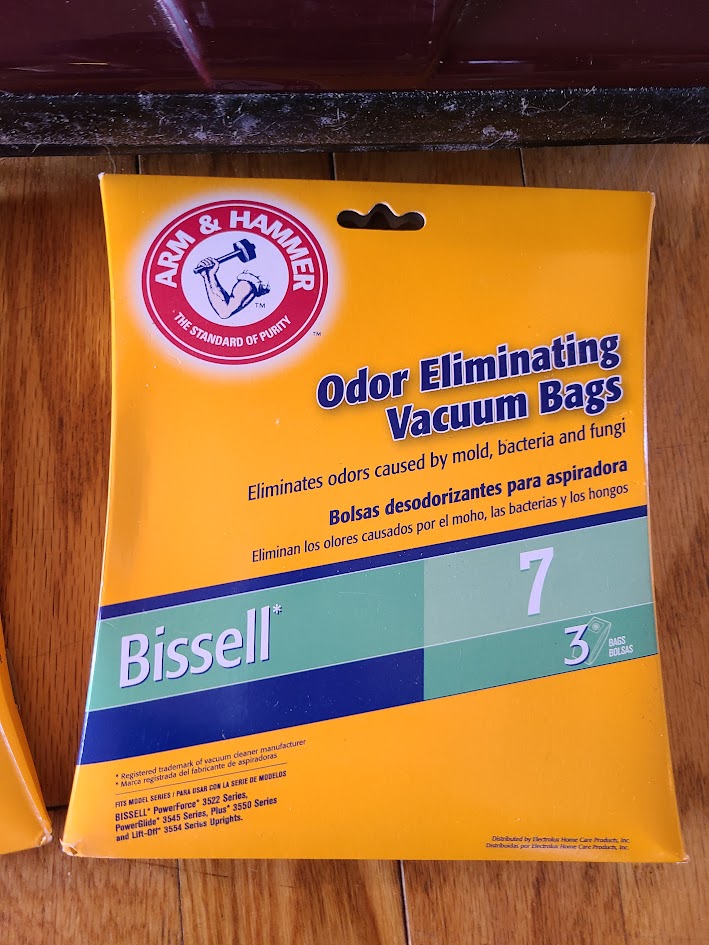 ARM & HAMMER
TM
THE STANDARD OF PURITY
TM
Odor Eliminating
Vacuum Bags
Eliminates odors caused by mold, bacteria and fungi
Bolsas desodorizantes para aspiradora
Eliminan los olores causados por el moho, las bacterias y los hongos
Bissell*
7
3 BAGS
BOLSAS
* Registered trademark of vacuum cleaner manufacturer
* Marca registrada del fabricante de aspiradoras
FITS MODEL SERIES / PARA USAR CON LA SERIE DE MODELOS
BISSELL* PowerForce* 3522 Series,
PowerGlide* 3545 Series, Plus* 3550 Series
and Lift-Off* 3554 Series Uprights.
Distributed by Electrolux Home Care Products, Inc
Distribuidas por Electrolux Home Care Products, Inc.